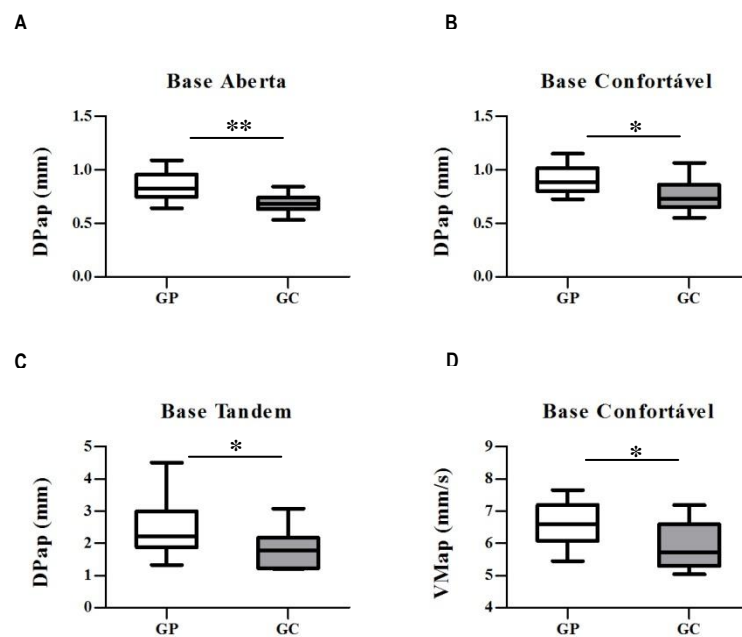 A
Base Aberta
DPap (mm)
1.5
1.0
0.5
0.0
**
GP GC
B
Base Confortável
DPap (mm)
1.5
1.0
0.5
0.0
*
GP GC
C
Base Tandem
DPap (mm)
5
4
3
2
1
0
*
GP GC
D
Base Confortável
VMap (mm/s)
9
8
7
6
5
4
*
GP GC